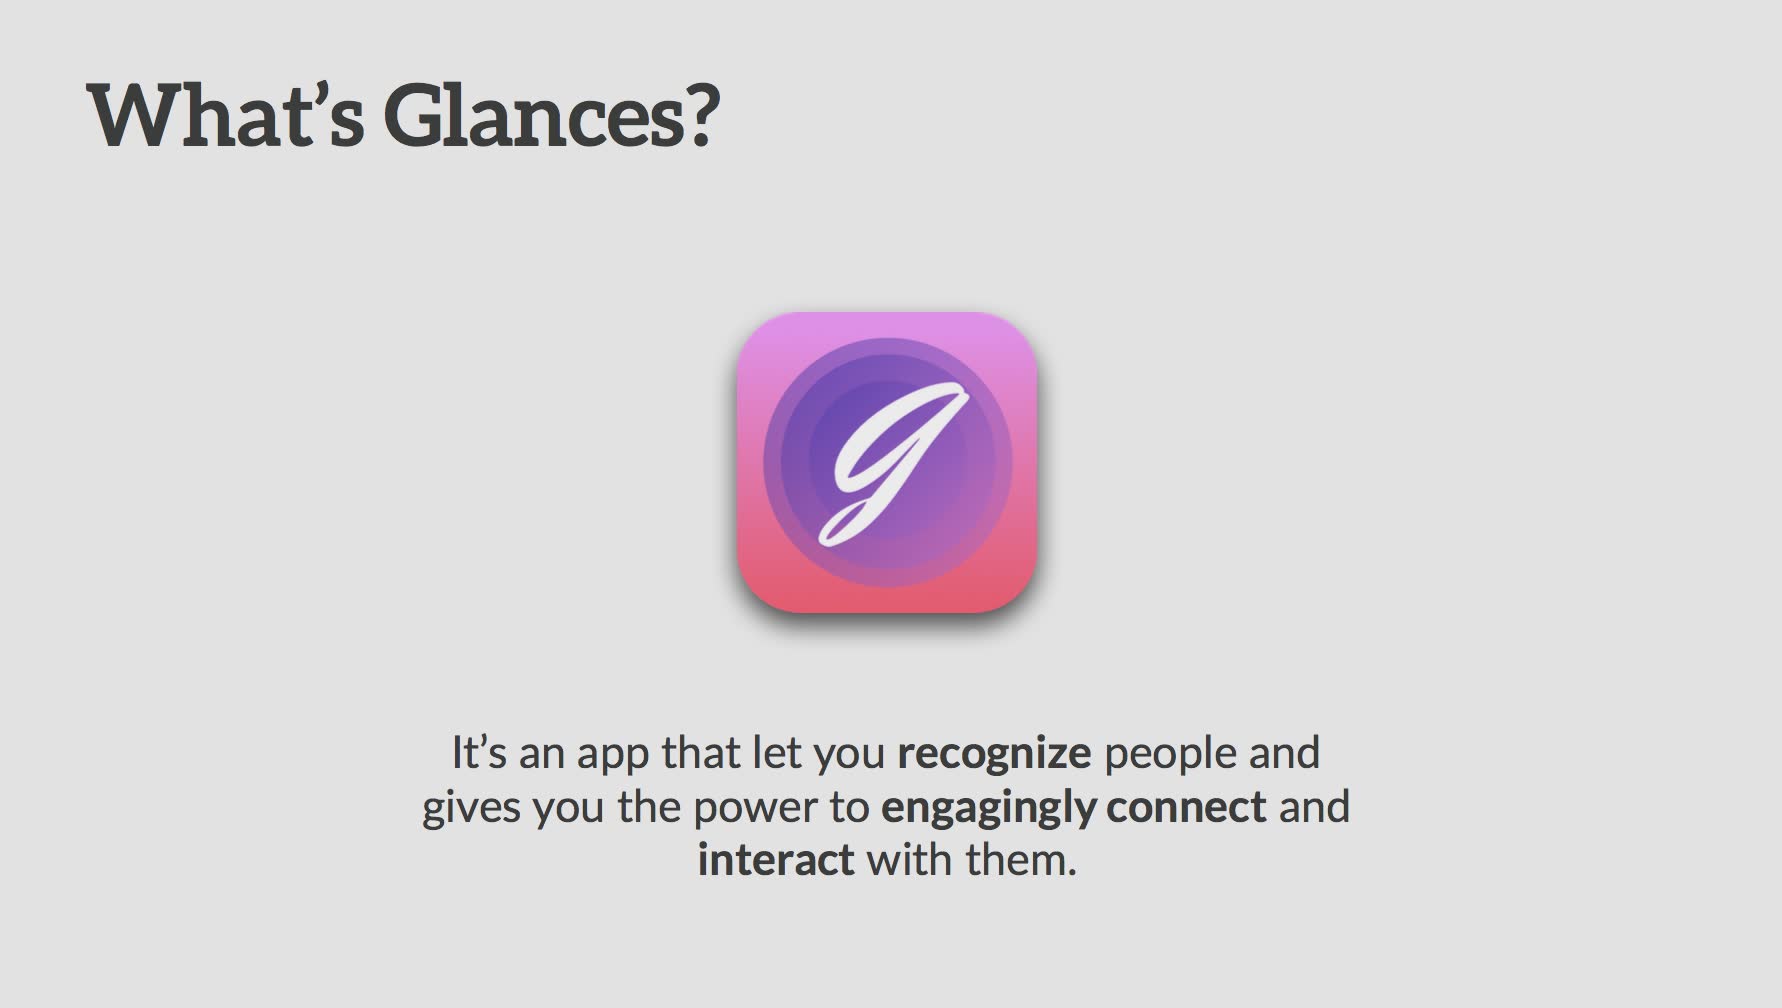 What’s Glances?
g
It’s an app that let you recognize people and
gives you the power to engagingly connect and
interact with them.